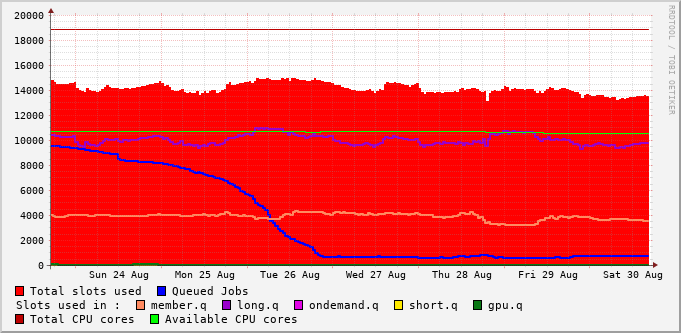 20000
18000
16000
14000
12000
10000
8000
6000
4000
2000
0
Sun 24 Aug Mon 25 Aug Tue 26 Aug Wed 27 Aug Thu 28 Aug Fri 29 Aug Sat 30 Aug
Total slots used Queued Jobs
Slots used in : member.q long.q ondemand.q short.q gpu.q
Total CPU cores Available CPU cores
RRDTOOL / TOBI OETIKER